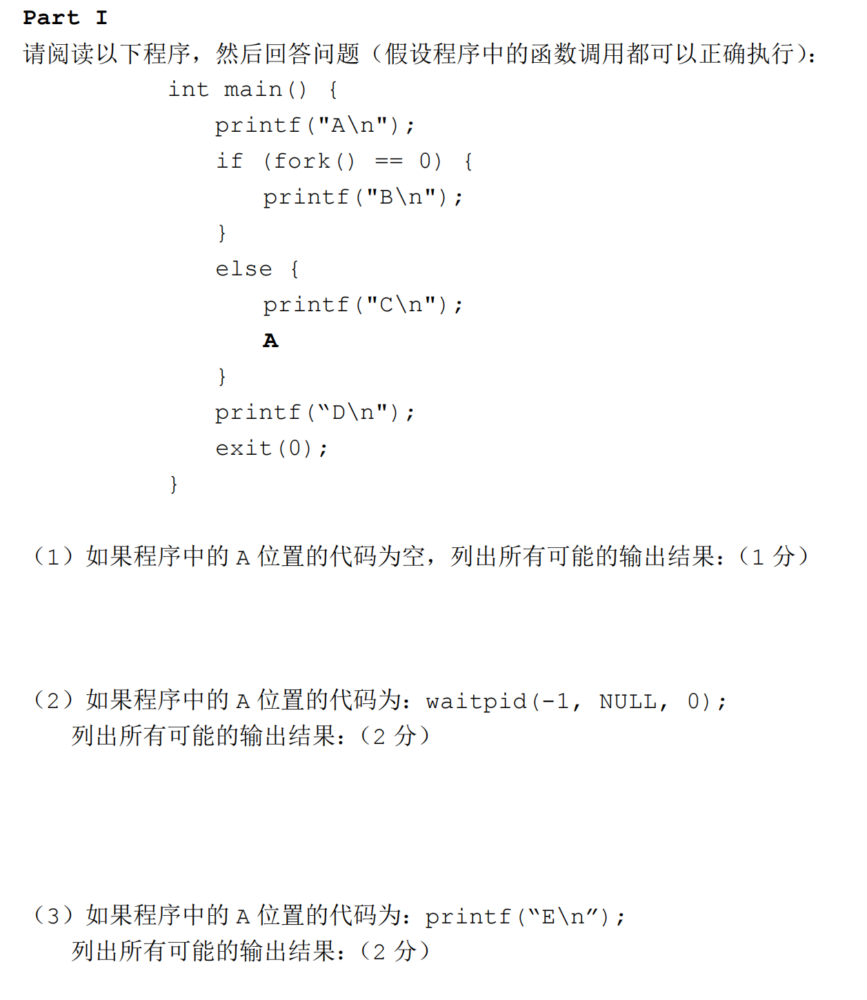 Part I
请阅读以下程序，然后回答问题（假设程序中的函数调用都可以正确执行）：
int main() {
printf("A\n");
if (fork() == 0) {
printf("B\n");
}
else {
printf("C\n");
A
}
printf(“D\n");
exit(0);
}
（1）如果程序中的 A 位置的代码为空，列出所有可能的输出结果：（1 分）
（2）如果程序中的 A 位置的代码为：waitpid(-1, NULL, 0);
列出所有可能的输出结果：（2 分）
（3）如果程序中的 A 位置的代码为：printf(“E\n”);
列出所有可能的输出结果：（2 分）